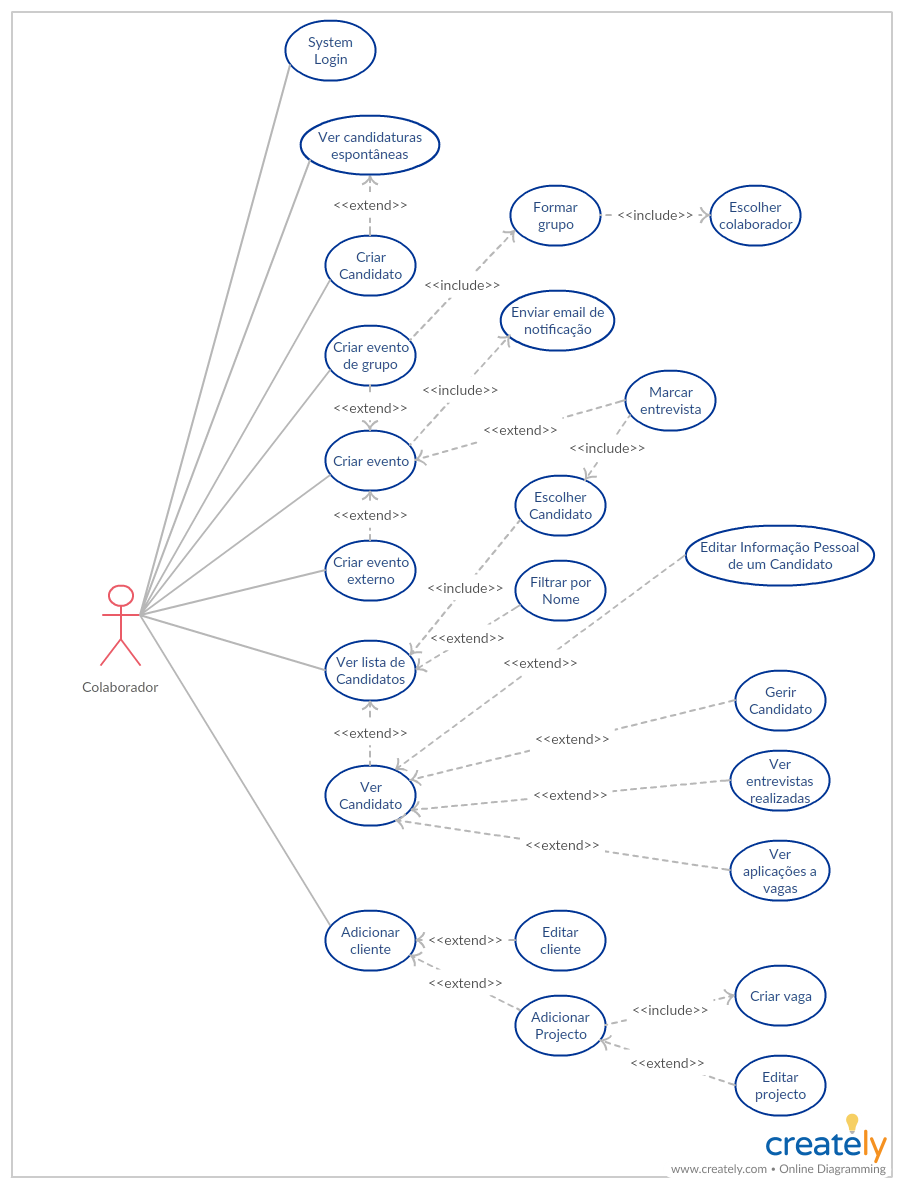 System
Login
Ver candidaturas
espontâneas
<<extend>>
Formar
grupo
<<include>>
Escolher
colaborador
Criar
Candidato
<<include>>
Enviar email de
notificação
Criar evento
de grupo
<<extend>>
<<include>>
Marcar
entrevista
<<extend>>
<<include>>
Criar evento
Escolher
Candidato
<<extend>>
Editar Informação Pessoal
de um Candidato
Criar evento
externo
Filtrar por
Nome
<<include>>
<<extend>>
<<extend>>
Ver lista de
Candidatos
Colaborador
Gerir
Candidato
<<extend>>
<<extend>>
Ver
entrevistas
realizadas
Ver
Candidato
<<extend>>
<<extend>>
Ver
aplicações a
vagas
Adicionar
cliente
<<extend>>
Editar
cliente
<<extend>>
Criar vaga
<<include>>
Adicionar
Projecto
<<extend>>
Editar
projecto
creately
www.creately.com • Online Diagramming